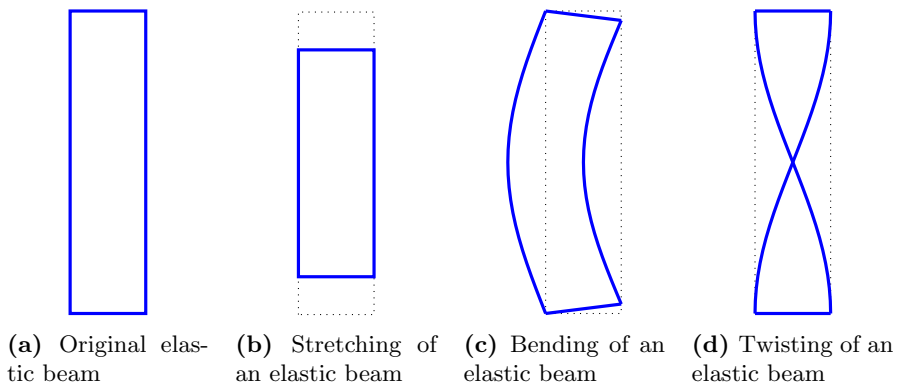 (a) Original elas-
tic beam
(b) Stretching of
an elastic beam
(c) Bending of an
elastic beam
(d) Twisting of an
elastic beam